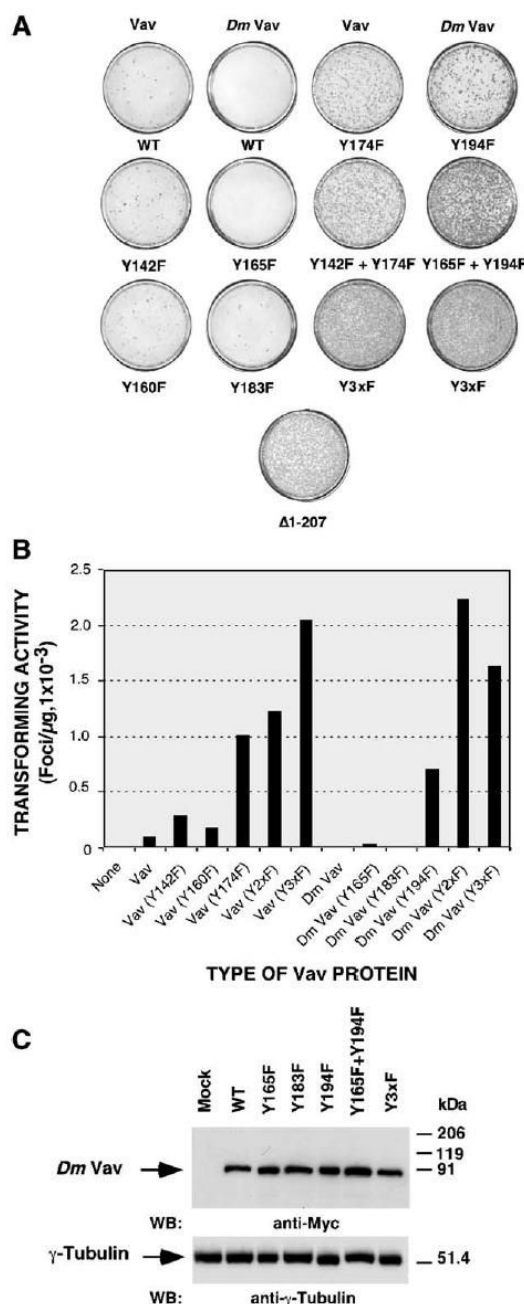 A
Vav Dm Vav Vav Dm Vav
WT WT Y174F Y194F
Y142F Y165F Y142F + Y174F Y165F + Y194F
Y160F Y183F Y3xF Y3xF
Δ1-207
B
TRANSFORMING ACTIVITY
(Foci/µg,1x10⁻³)
2.5
2.0
1.5
1.0
0.5
0
None
Vav
Vav (Y142F)
Vav (Y160F)
Vav (Y174F)
Vav (Y2xF)
Vav (Y3xF)
Dm Vav
Dm Vav (Y165F)
Dm Vav (Y183F)
Dm Vav (Y194F)
Dm Vav (Y2xF)
Dm Vav (Y3xF)
TYPE OF Vav PROTEIN
C
Mock
WT
Y165F
Y183F
Y194F
Y165F+Y194F
Y3xF
kDa
206
119
Dm Vav 91
WB: anti-Myc
γ-Tubulin 51.4
WB: anti-γ-Tubulin